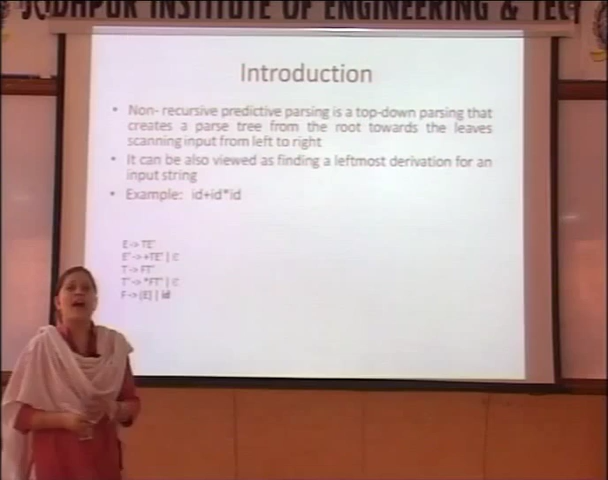 JODHPUR INSTITUTE OF ENGINEERING & TECH
Introduction
• Non- recursive predictive parsing is a top-down parsing that
creates a parse tree from the root towards the leaves
scanning input from left to right
• It can be also viewed as finding a leftmost derivation for an
input string
• Example: id+id*id
E -> TE'
E' -> +TE' | Є
T -> FT'
T' -> *FT' | Є
F -> (E) | id